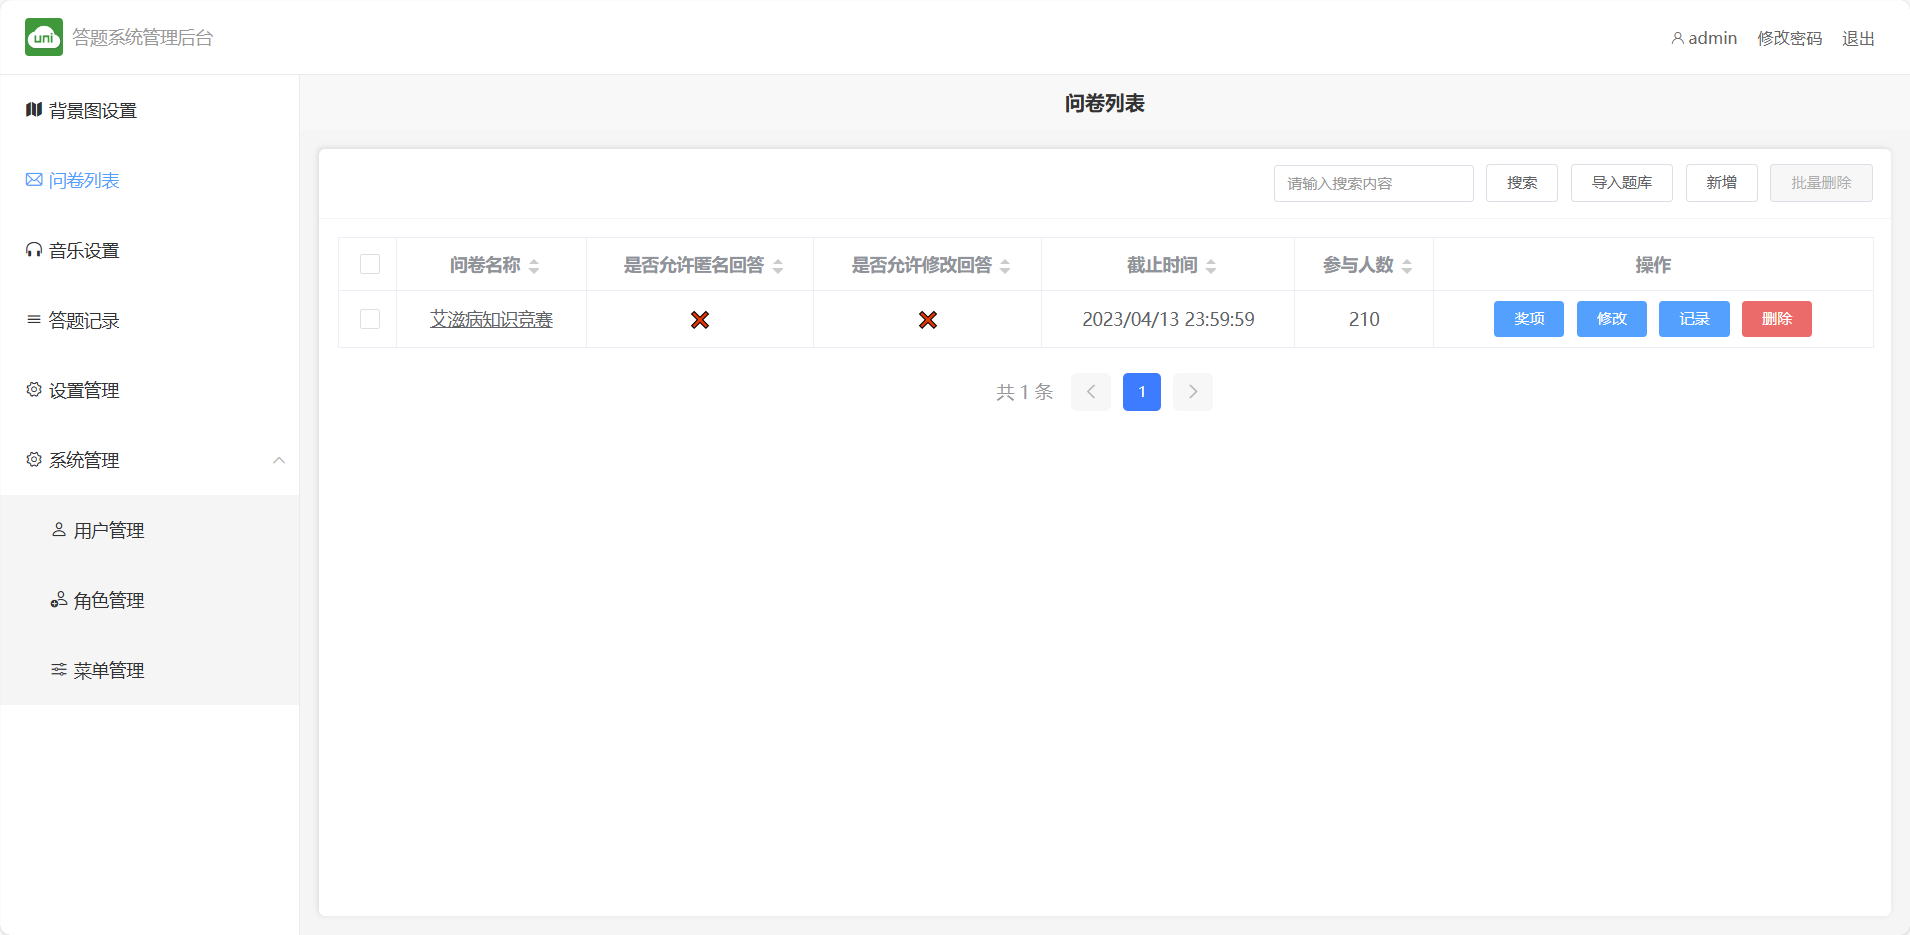 uni 答题系统管理后台
admin 修改密码 退出
背景图设置
问卷列表
音乐设置
答题记录
设置管理
系统管理
用户管理
角色管理
菜单管理
问卷列表
请输入搜索内容 搜索 导入题库 新增 批量删除
问卷名称 是否允许匿名回答 是否允许修改回答 截止时间 参与人数 操作
艾滋病知识竞赛 2023/04/13 23:59:59 210 奖项 修改 记录 删除
共 1 条 1